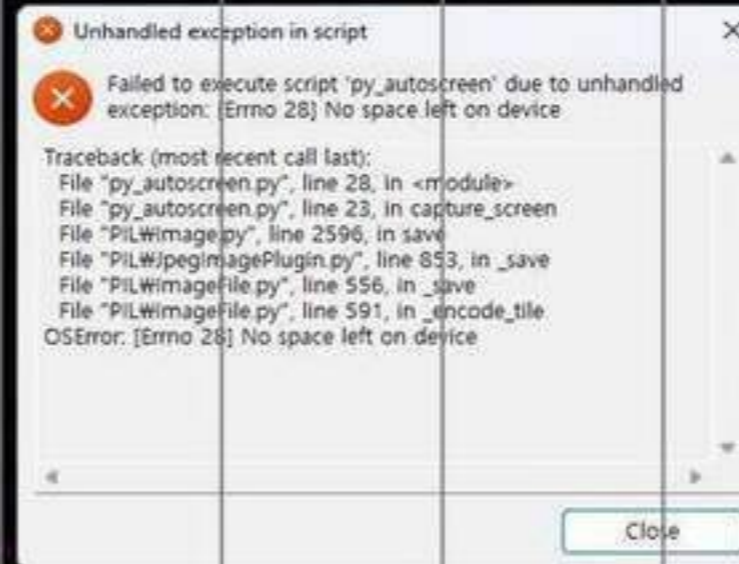 Unhandled exception in script
Failed to execute script 'py_autoscreen' due to unhandled
exception: [Errno 28] No space left on device
Traceback (most recent call last):
File "py_autoscreen.py", line 28, in <module>
File "py_autoscreen.py", line 23, in capture_screen
File "PIL₩Image.py", line 2596, in save
File "PIL₩JpegImagePlugin.py", line 853, in _save
File "PIL₩ImageFile.py", line 556, in _save
File "PIL₩ImageFile.py", line 591, in _encode_tile
OSError: [Errno 28] No space left on device
Close